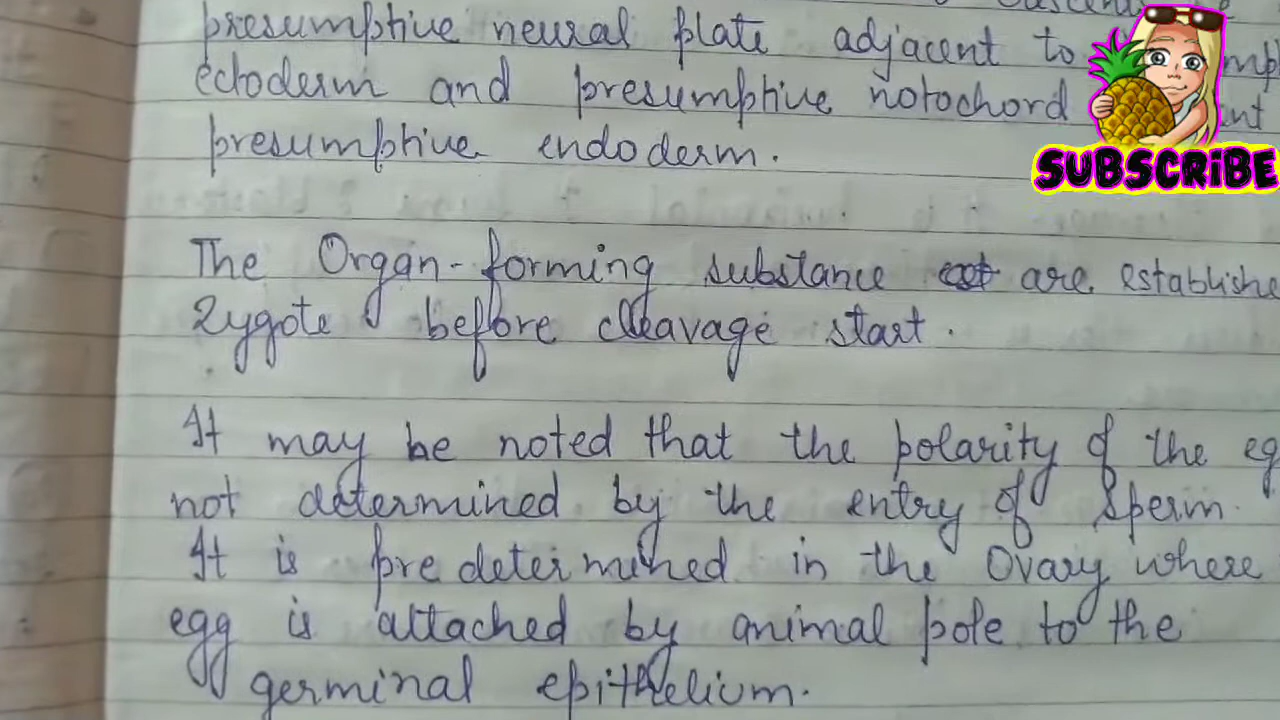 presumptive neural plate adjacent to
ectoderm and presumptive notochord
presumptive endoderm.
SUBSCRIBE
The Organ-forming substance are establishe
Zygote before cleavage start.
It may be noted that the polarity of the eg
not determined by the entry of Sperm.
It is predetermined in the Ovary where
egg is attached by animal pole to the
germinal epithelium.